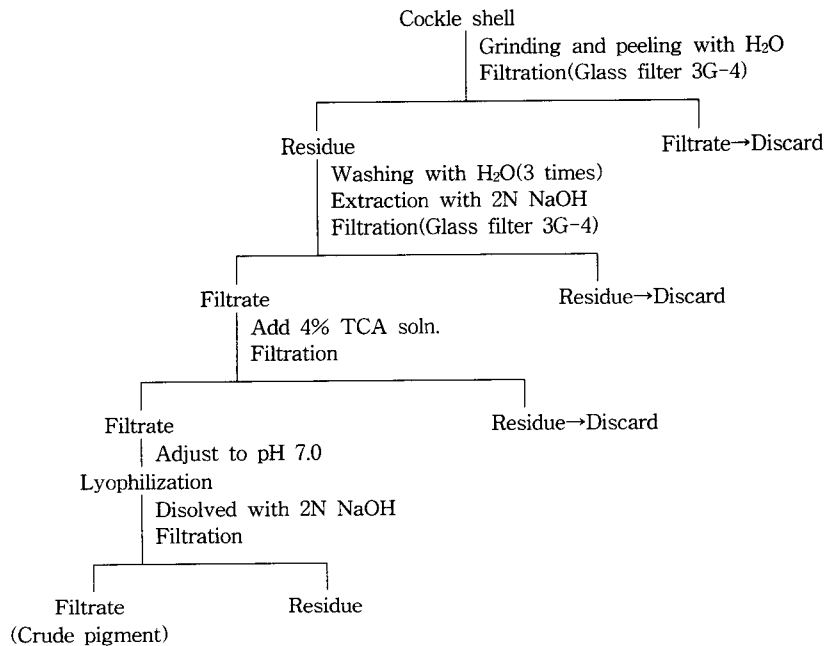 Cockle shell
Grinding and peeling with H₂O
Filtration(Glass filter 3G-4)
Residue
Filtrate→Discard
Washing with H₂O(3 times)
Extraction with 2N NaOH
Filtration(Glass filter 3G-4)
Filtrate
Residue→Discard
Add 4% TCA soln.
Filtration
Filtrate
Residue→Discard
Adjust to pH 7.0
Lyophilization
Disolved with 2N NaOH
Filtration
Filtrate
Residue
(Crude pigment)